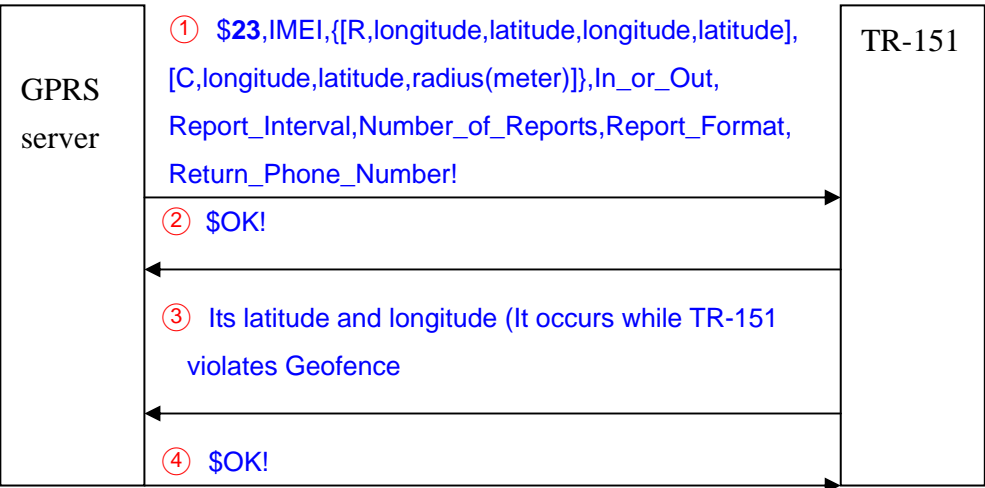 GPRS
server
① $23,IMEI,{[R,longitude,latitude,longitude,latitude],
[C,longitude,latitude,radius(meter)]},In_or_Out,
Report_Interval,Number_of_Reports,Report_Format,
Return_Phone_Number!
TR-151
② $OK!
③ Its latitude and longitude (It occurs while TR-151
violates Geofence
④ $OK!